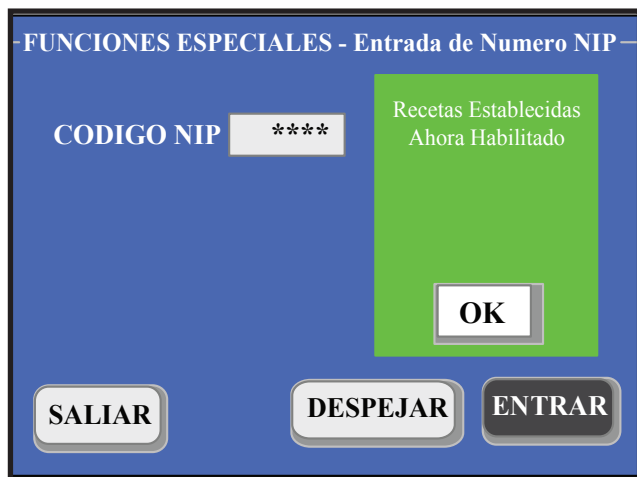 FUNCIONES ESPECIALES - Entrada de Numero NIP
CODIGO NIP ****
Recetas Establecidas
Ahora Habilitado
OK
SALIAR
DESPEJAR
ENTRAR